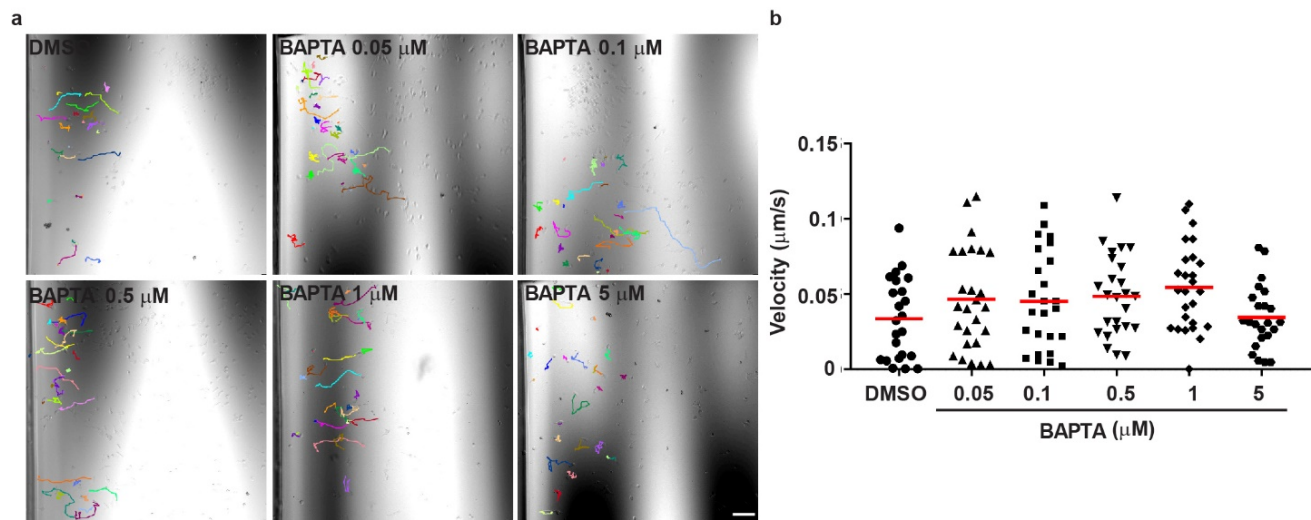 a
b
DMS
BAPTA 0.05 μM
BAPTA 0.1 μM
BAPTA 0.5 μM
BAPTA 1 μM
BAPTA 5 μM
Velocity (μm/s)
0.15
0.1
0.05
0
DMSO
0.05
0.1
0.5
1
5
BAPTA (μM)